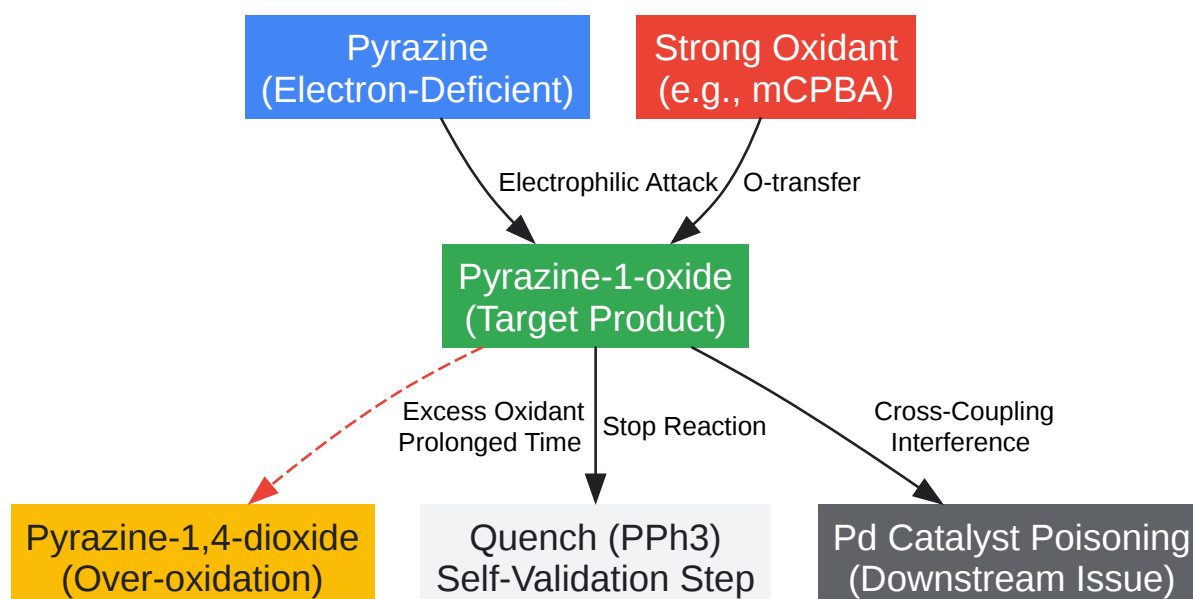 Pyrazine
(Electron-Deficient)
Strong Oxidant
(e.g., mCPBA)
Electrophilic Attack
O-transfer
Pyrazine-1-oxide
(Target Product)
Excess Oxidant
Prolonged Time
Stop Reaction
Cross-Coupling
Interference
Pyrazine-1,4-dioxide
(Over-oxidation)
Quench (PPh3)
Self-Validation Step
Pd Catalyst Poisoning
(Downstream Issue)